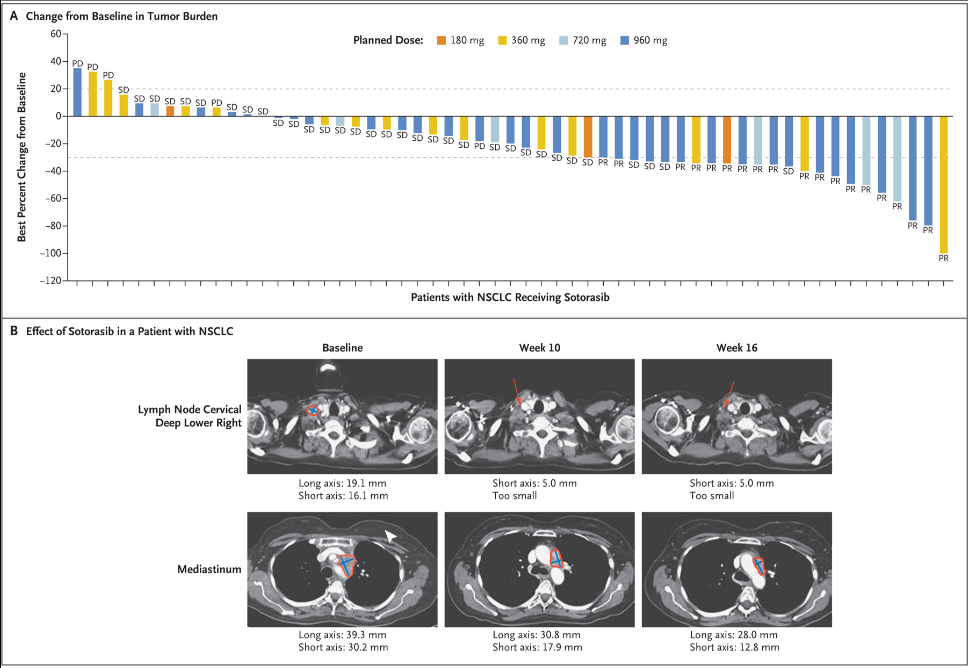 A Change from Baseline in Tumor Burden
Planned Dose: 180 mg 360 mg 720 mg 960 mg
Best Percent Change from Baseline
60
40
20
0
−20
−40
−60
−80
−100
−120
PD PD PD SD SD SD SD SD SD PD SD SD SD SD SD SD SD SD SD SD SD SD SD SD SD SD PD SD SD SD SD SD SD SD PR PR SD SD SD PR PR PR PR PR PR PR SD PR PR PR PR PR PR PR PR PR PR
Patients with NSCLC Receiving Sotorasib
B Effect of Sotorasib in a Patient with NSCLC
Baseline Week 10 Week 16
Lymph Node Cervical
Deep Lower Right
Long axis: 19.1 mm Short axis: 5.0 mm Short axis: 5.0 mm
Short axis: 16.1 mm Too small Too small
Mediastinum
Long axis: 39.3 mm Long axis: 30.8 mm Long axis: 28.0 mm
Short axis: 30.2 mm Short axis: 17.9 mm Short axis: 12.8 mm